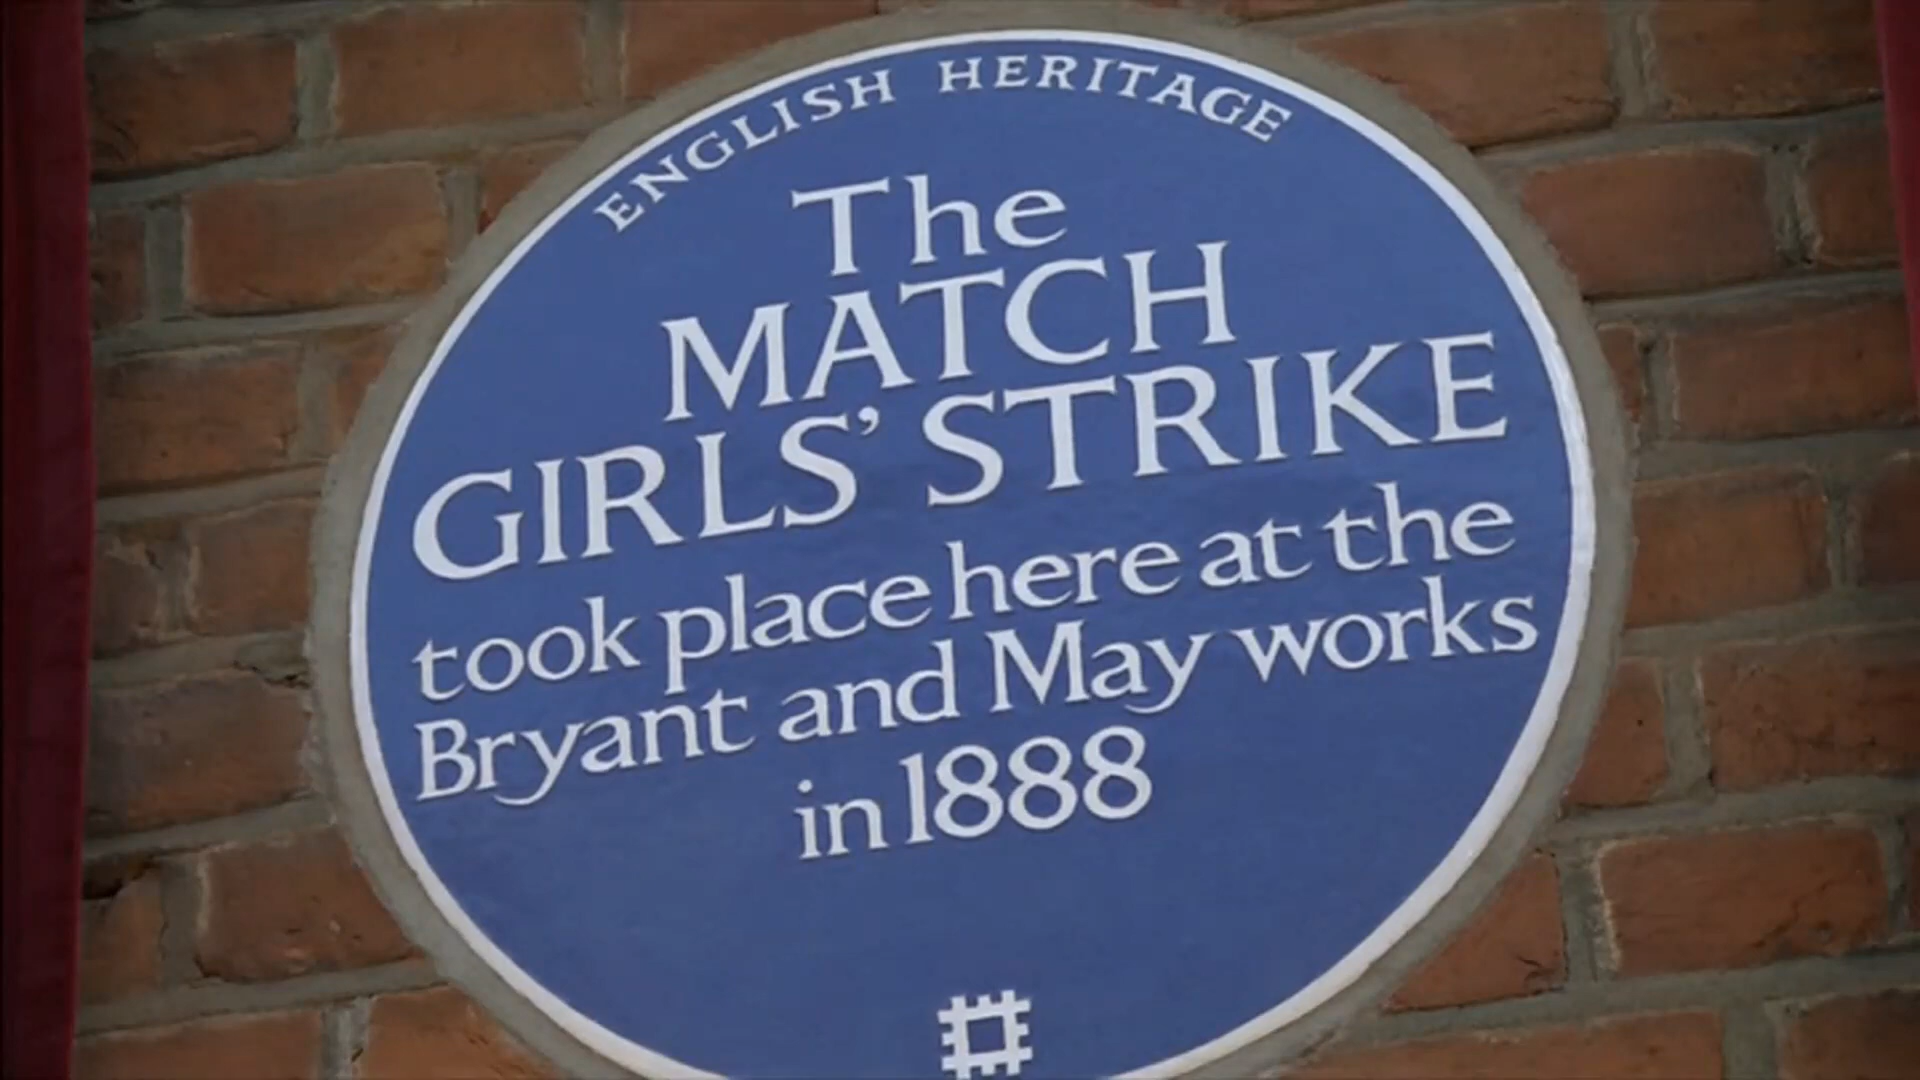 ENGLISH HERITAGE
The
MATCH
GIRLS' STRIKE
took place here at the
Bryant and May works
in 1888